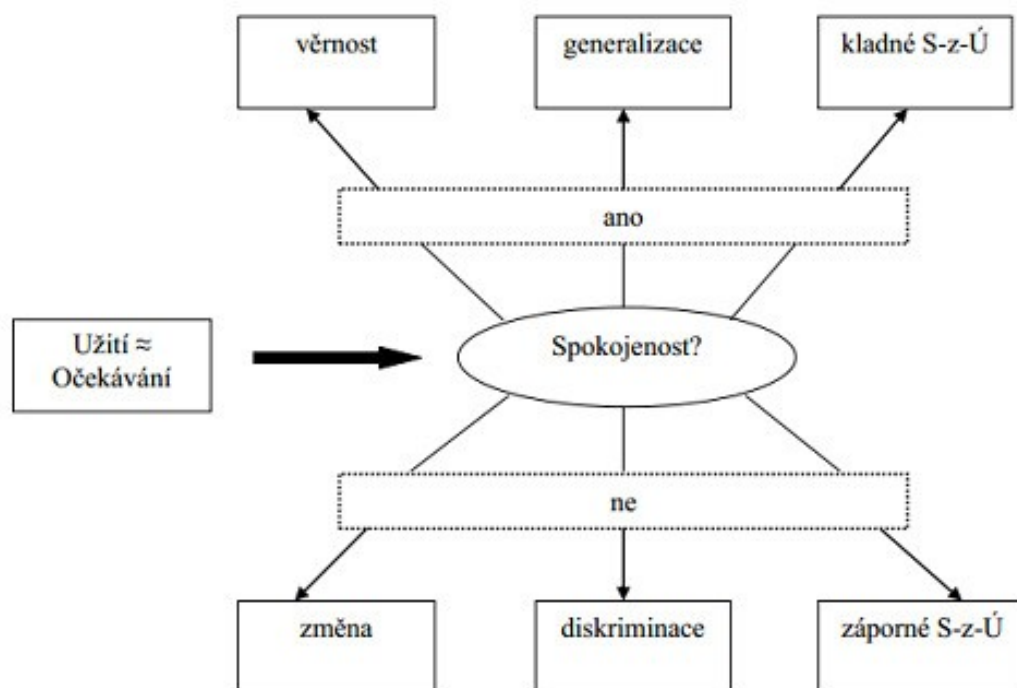 věrnost
generalizace
kladné S-z-Ú
ano
Užití ≈
Očekávání
Spokojenost?
ne
změna
diskriminace
záporné S-z-Ú